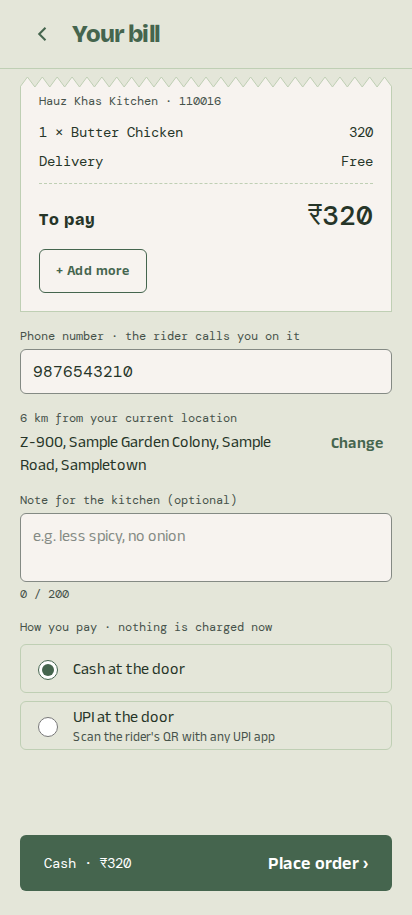 Your bill
Hauz Khas Kitchen · 110016
1 × Butter Chicken 320
Delivery Free
To pay ₹320
+ Add more
Phone number · the rider calls you on it
9876543210
6 km from your current location
Z-900, Sample Garden Colony, Sample
Road, Sampletown
Change
Note for the kitchen (optional)
e.g. less spicy, no onion
0 / 200
How you pay · nothing is charged now
Cash at the door
UPI at the door
Scan the rider's QR with any UPI app
Cash · ₹320 Place order ›